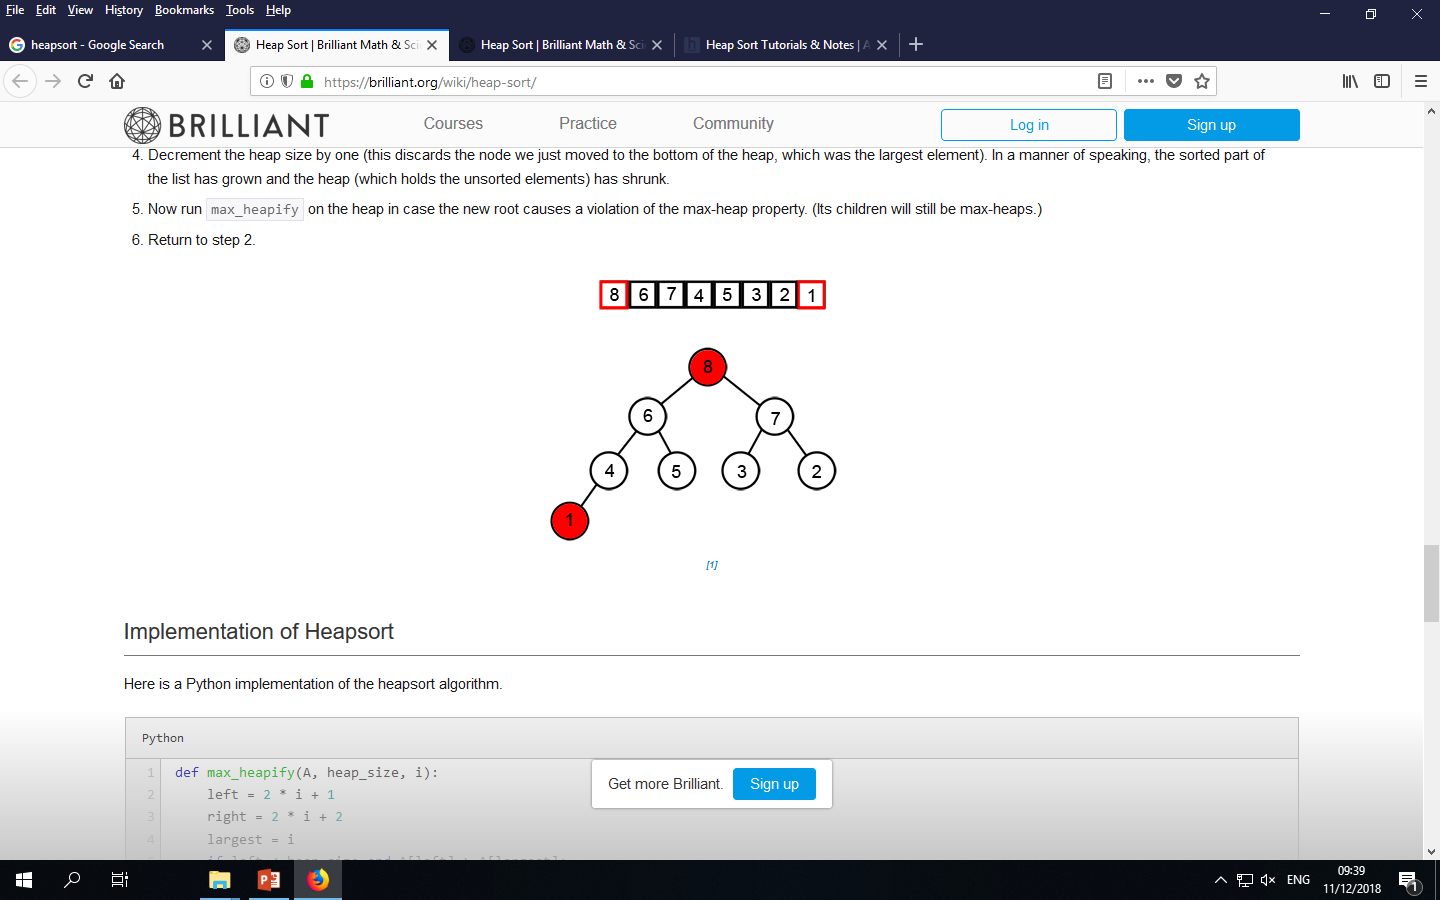 File Edit View History Bookmarks Tools Help
heapsort - Google Search
Heap Sort | Brilliant Math & Sci
Heap Sort | Brilliant Math & Sci
Heap Sort Tutorials & Notes | A
https://brilliant.org/wiki/heap-sort/
BRILLIANT
Courses
Practice
Community
Log in
Sign up
4. Decrement the heap size by one (this discards the node we just moved to the bottom of the heap, which was the largest element). In a manner of speaking, the sorted part of
the list has grown and the heap (which holds the unsorted elements) has shrunk.
5. Now run max_heapify on the heap in case the new root causes a violation of the max-heap property. (Its children will still be max-heaps.)
6. Return to step 2.
8 6 7 4 5 3 2 1
8
6 7
4 5 3 2
1
[1]
Implementation of Heapsort
Here is a Python implementation of the heapsort algorithm.
Python
1 def max_heapify(A, heap_size, i):
2 left = 2 * i + 1
3 right = 2 * i + 2
4 largest = i
Get more Brilliant. Sign up
ENG
09:39
11/12/2018
1